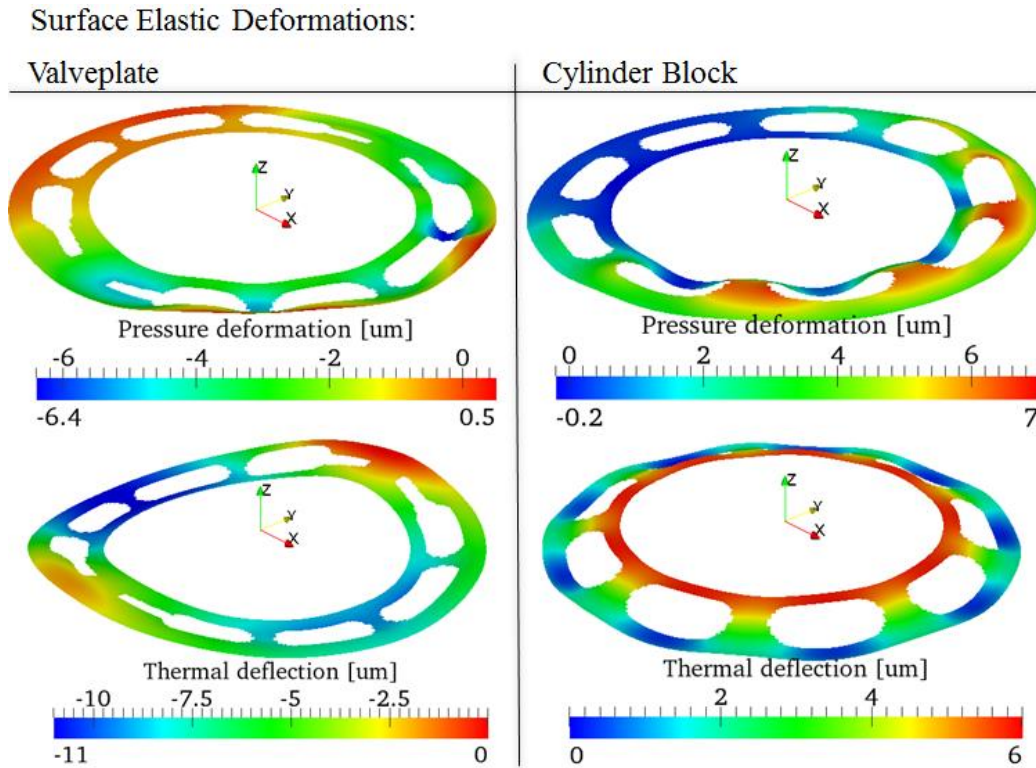 Surface Elastic Deformations:
Valveplate
Cylinder Block
Z
Y
X
Z
Y
X
Pressure deformation [um]
-6 -4 -2 0
-6.4 0.5
Pressure deformation [um]
0 2 4 6
-0.2 7
Z
Y
X
Z
Y
X
Thermal deflection [um]
-10 -7.5 -5 -2.5
-11 0
Thermal deflection [um]
2 4
0 6